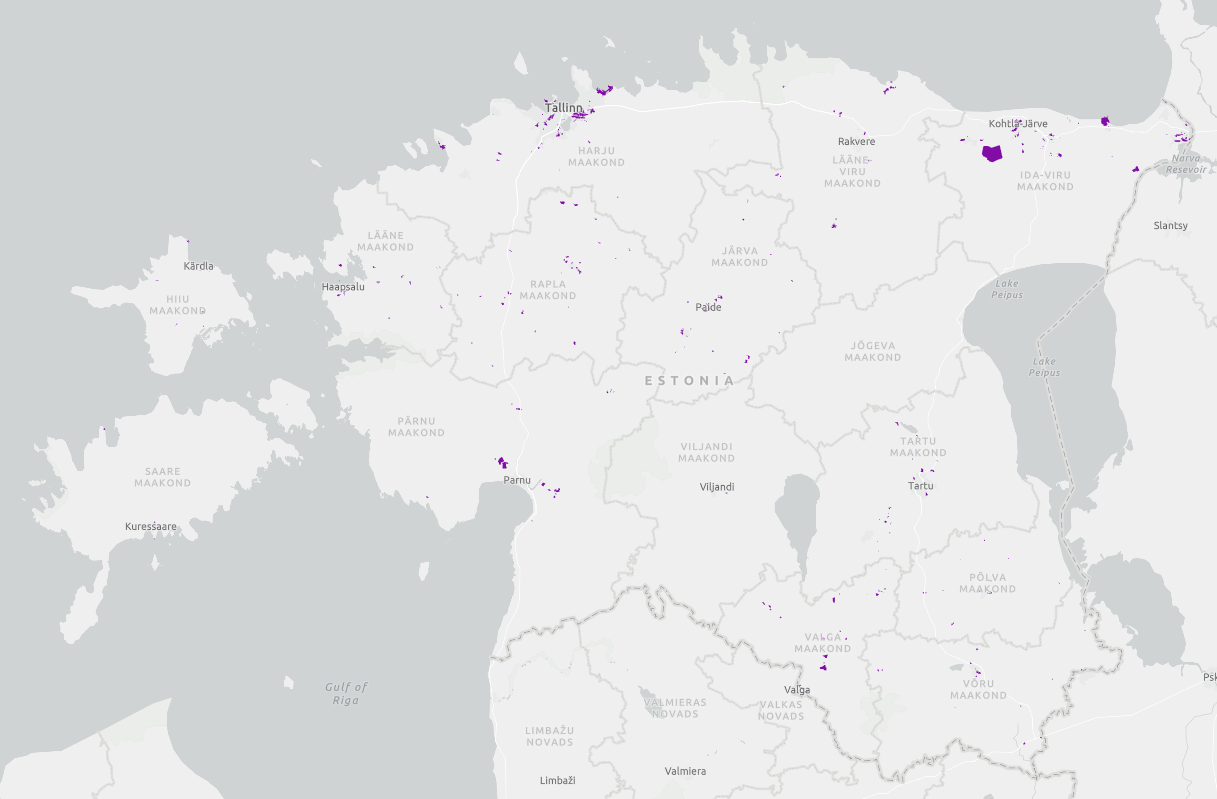 Tallinn
Kohtla-Järve
Rakvere
HARJU
MAAKOND
LÄÄNE-
VIRU
MAAKOND
IDA-VIRU
MAAKOND
Narva
Resevoir
Slantsy
LÄÄNE
MAAKOND
Kärdla
JÄRVA
MAAKOND
Haapsalu
RAPLA
MAAKOND
Lake
Peipus
HIIU
MAAKOND
Paide
JÕGEVA
MAAKOND
Lake
Peipus
ESTONIA
PÄRNU
MAAKOND
VILJANDI
MAAKOND
TARTU
MAAKOND
SAARE
MAAKOND
Parnu
Viljandi
Tartu
Kuressaare
PÕLVA
MAAKOND
VALGA
MAAKOND
Gulf of
Riga
Valga
VÕRU
MAAKOND
Psk
VALMIERAS
NOVADS
VALKAS
NOVADS
LIMBAŽU
NOVADS
Limbaži
Valmiera